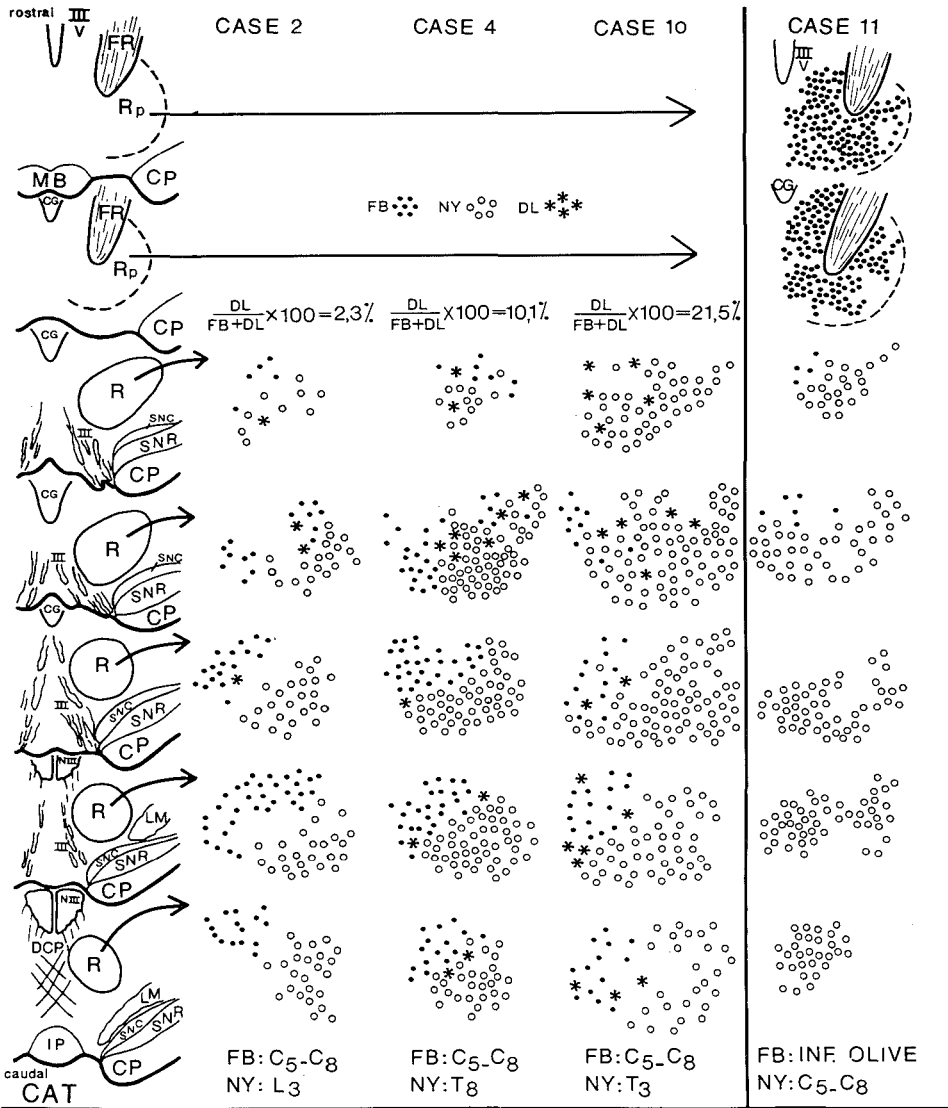 rostral III V
CASE 2 CASE 4 CASE 10 CASE 11
FR
III
V
Rp
MB CP
CG
FR
FB NY DL
CG
Rp
DL/FB+DL ×100=2,3% DL/FB+DL ×100=10,1% DL/FB+DL ×100=21,5%
CP
CG
R
SNC
III SNR
CP
CG
R
III SNC
SNR
CG CP
R
III SNC SNR
CP
NIII
R
LM
III SNC SNR
CP
NIII
DCP R
LM
SNC SNR
IP
CP
caudal
CAT
FB: C5-C8 FB: C5-C8 FB: C5-C8 FB: INF. OLIVE
NY: L3 NY: T8 NY: T3 NY: C5-C8